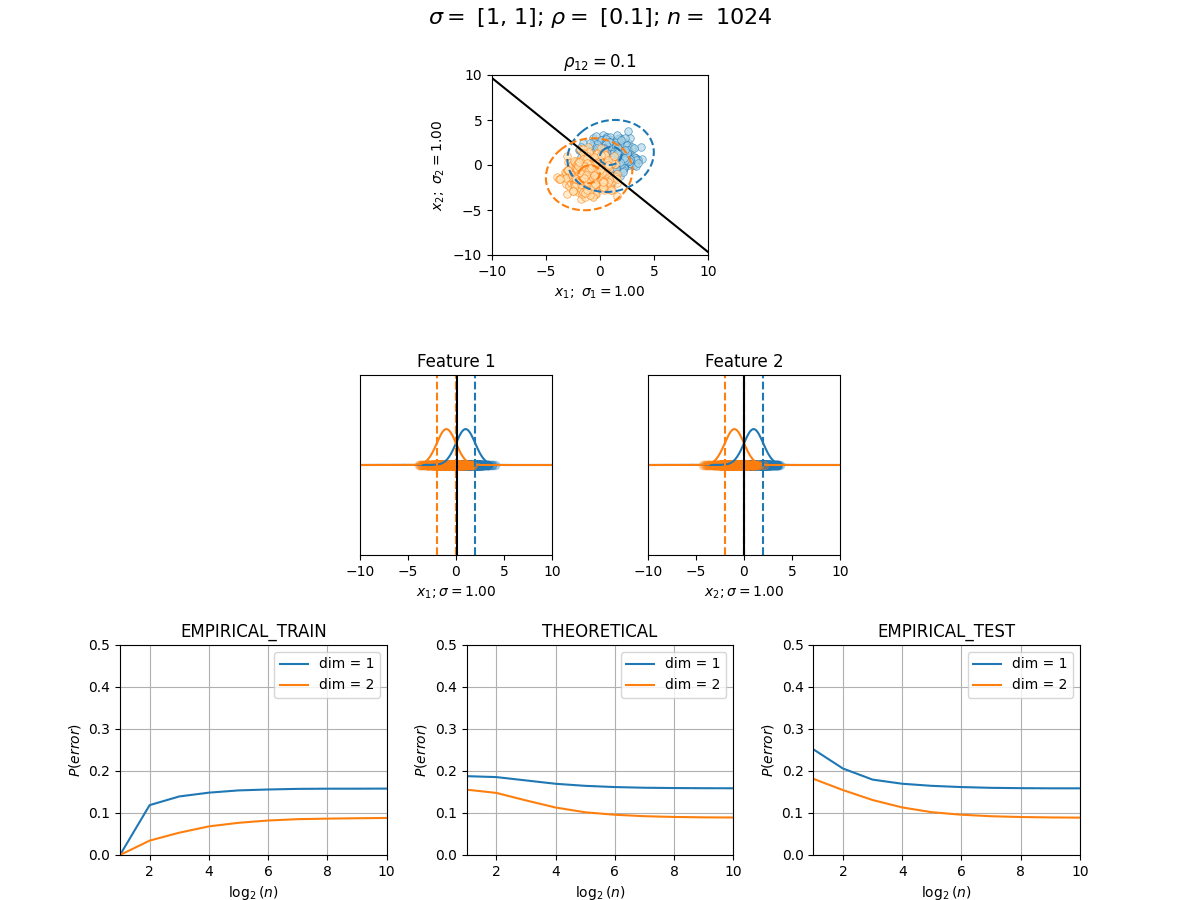 σ = [1, 1]; ρ = [0.1]; n = 1024
ρ₁₂ = 0.1
10
5
0
−5
−10
x₂; σ₂ = 1.00
−10 −5 0 5 10
x₁; σ₁ = 1.00
Feature 1
−10 −5 0 5 10
x₁; σ = 1.00
Feature 2
−10 −5 0 5 10
x₂; σ = 1.00
EMPIRICAL_TRAIN
0.5
0.4
0.3
0.2
0.1
0.0
P(error)
dim = 1
dim = 2
2 4 6 8 10
log₂ (n)
THEORETICAL
0.5
0.4
0.3
0.2
0.1
0.0
P(error)
dim = 1
dim = 2
2 4 6 8 10
log₂ (n)
EMPIRICAL_TEST
0.5
0.4
0.3
0.2
0.1
0.0
P(error)
dim = 1
dim = 2
2 4 6 8 10
log₂ (n)